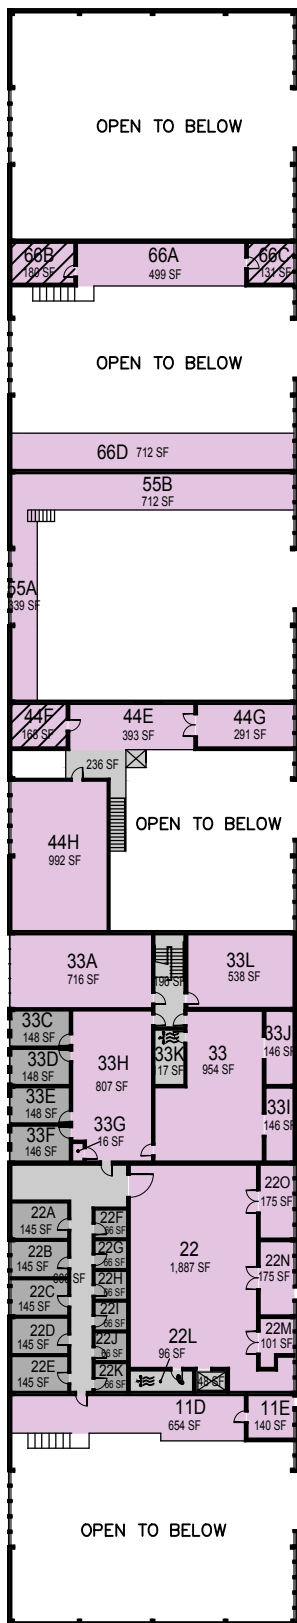 OPEN TO BELOW
66B
180 SF
66A
499 SF
66C
131 SF
OPEN TO BELOW
66D 712 SF
55B
712 SF
55A
339 SF
44F
168 SF
44E
393 SF
44G
291 SF
236 SF
OPEN TO BELOW
44H
992 SF
33A
716 SF
190 SF
33L
538 SF
33C
148 SF
33D
148 SF
33E
148 SF
33F
146 SF
33H
807 SF
33G
16 SF
33K
117 SF
33
954 SF
33J
146 SF
33I
146 SF
22A
145 SF
22B
145 SF
22C
145 SF
22D
145 SF
22E
145 SF
22F
66 SF
22G
66 SF
22H
66 SF
22I
66 SF
22J
66 SF
22K
66 SF
22
1,887 SF
22L
96 SF
48 SF
22O
175 SF
22N
175 SF
22M
101 SF
11D
654 SF
11E
140 SF
OPEN TO BELOW